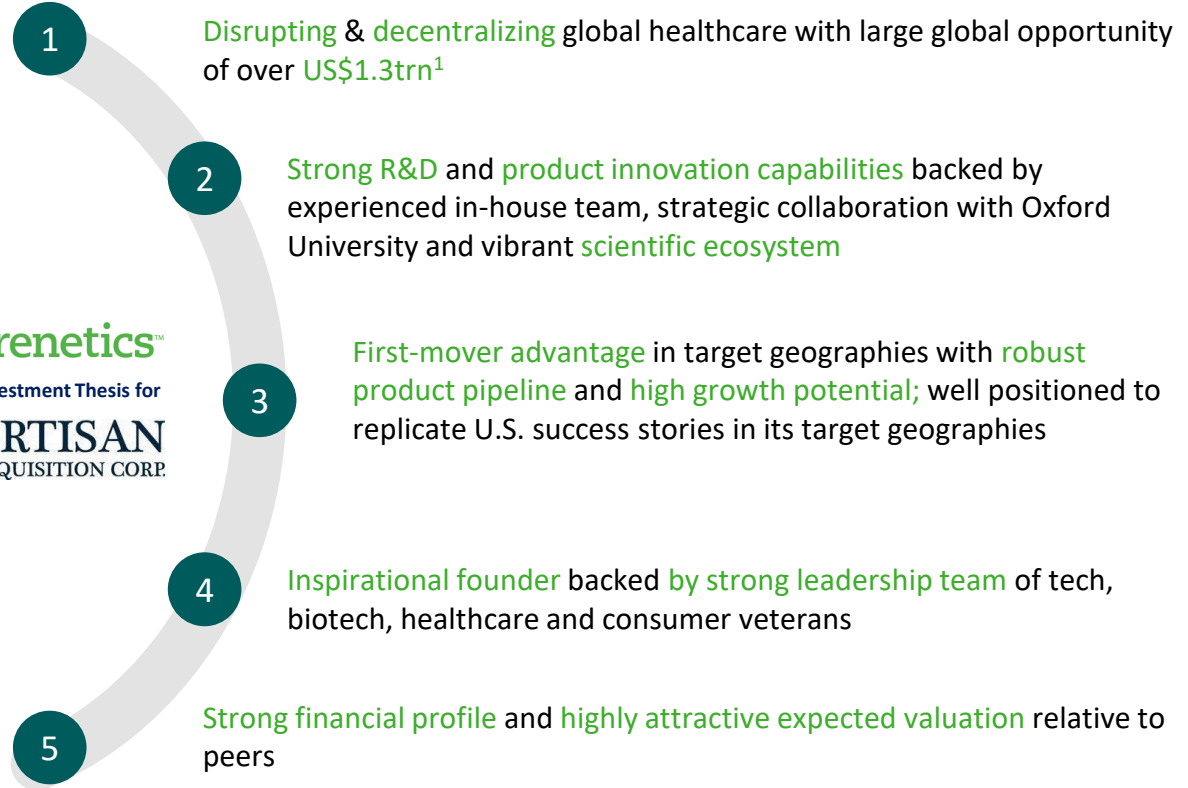 1
Disrupting & decentralizing global healthcare with large global opportunity
of over US$1.3trn¹
2
Strong R&D and product innovation capabilities backed by
experienced in-house team, strategic collaboration with Oxford
University and vibrant scientific ecosystem
renetics™
estment Thesis for
RTISAN
QUISITION CORP.
3
First-mover advantage in target geographies with robust
product pipeline and high growth potential; well positioned to
replicate U.S. success stories in its target geographies
4
Inspirational founder backed by strong leadership team of tech,
biotech, healthcare and consumer veterans
5
Strong financial profile and highly attractive expected valuation relative to
peers